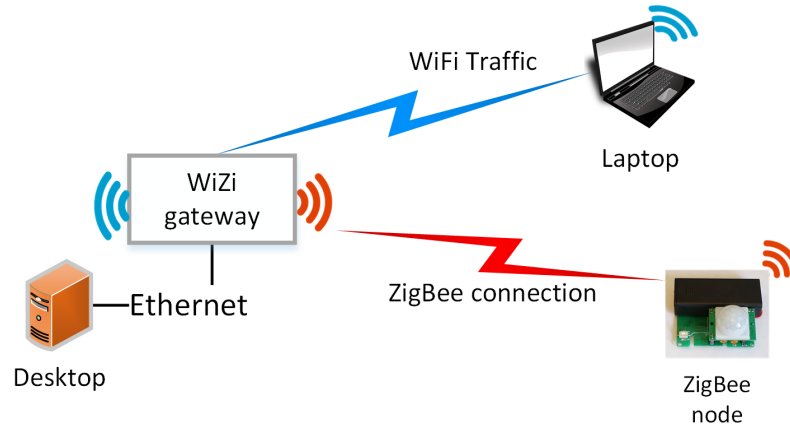 WiFi Traffic
Laptop
WiZi
gateway
ZigBee connection
Ethernet
Desktop
ZigBee
node